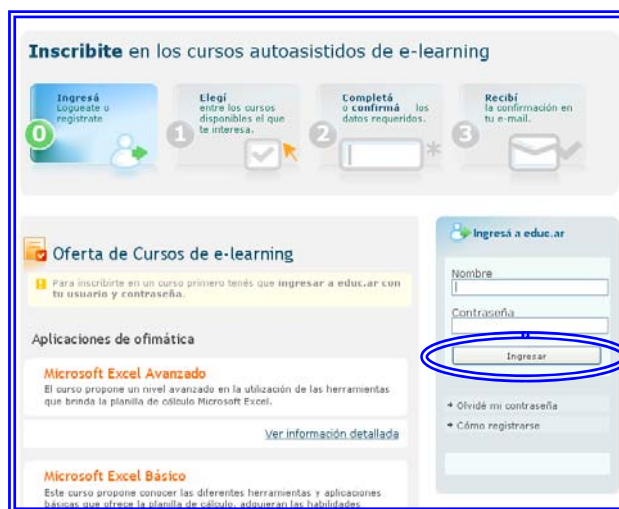 Inscribite en los cursos autoasistidos de e-learning
0
Ingresá
Logueate o
registrate
1
Elegí
entre los cursos
disponibles el que
te interesa.
2
Completá
o confirmá los
datos requeridos.
*
3
Recibí
la confirmación en
tu e-mail.
Oferta de Cursos de e-learning
Para inscribirte en un curso primero tenés que ingresar a educ.ar con
tu usuario y contraseña.
Aplicaciones de ofimática
Microsoft Excel Avanzado
El curso propone un nivel avanzado en la utilización de las herramientas
que brinda la planilla de cálculo Microsoft Excel.
Ver información detallada
Microsoft Excel Básico
Este curso propone conocer las diferentes herramientas y aplicaciones
básicas que ofrece la planilla de cálculo, adquieran las habilidades
Ingresá a educ.ar
Nombre
Contraseña
Ingresar
Olvidé mi contraseña
Cómo registrarse